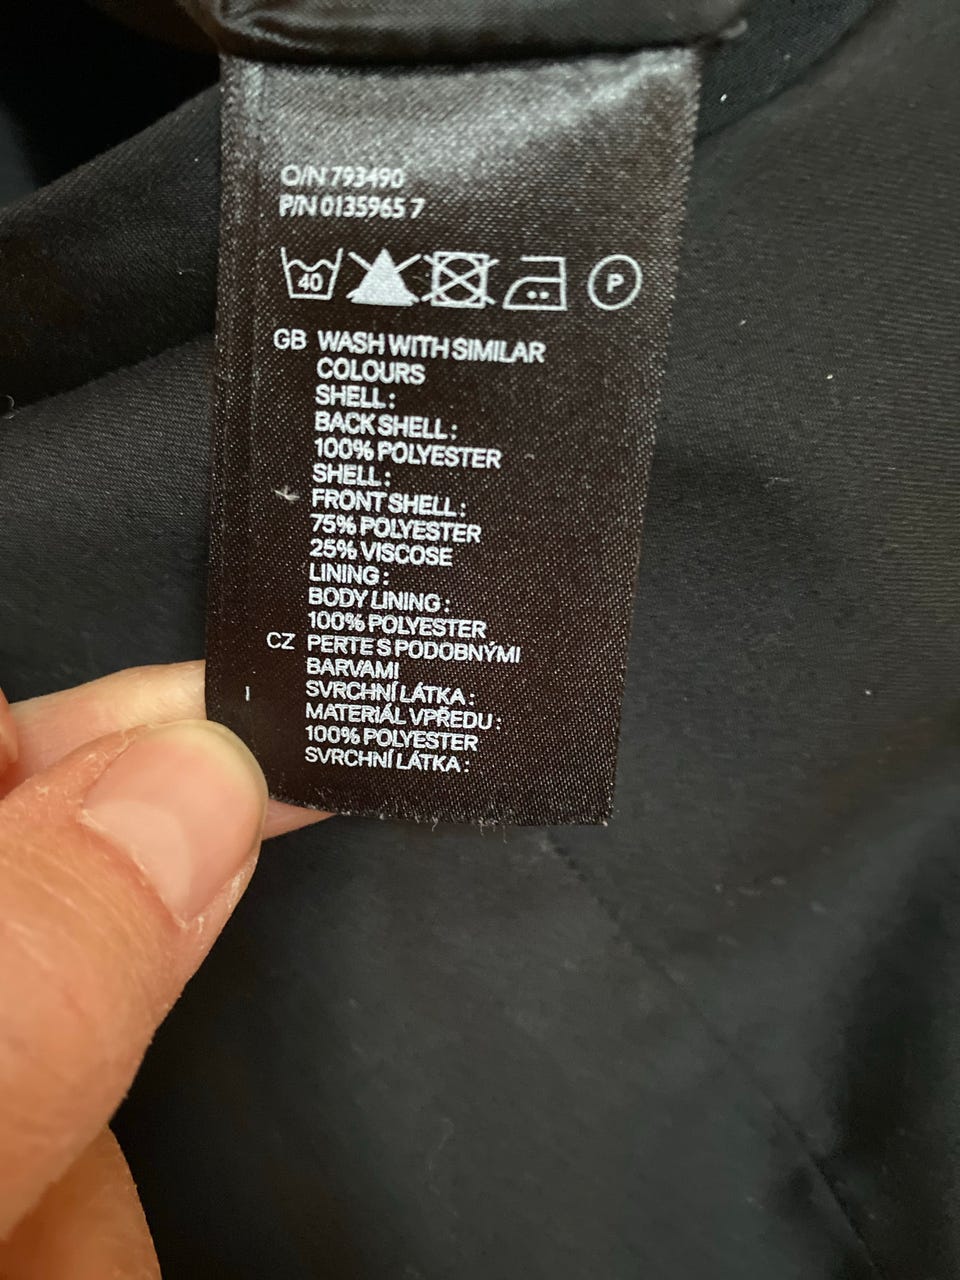 O/N 793490
P/N 0135965 7
40 P
GB WASH WITH SIMILAR
COLOURS
SHELL :
BACK SHELL :
100% POLYESTER
SHELL :
FRONT SHELL :
75% POLYESTER
25% VISCOSE
LINING :
BODY LINING :
100% POLYESTER
CZ PERTE S PODOBNÝMI
BARVAMI
SVRCHNÍ LÁTKA :
MATERIÁL VPŘEDU :
100% POLYESTER
SVRCHNÍ LÁTKA :